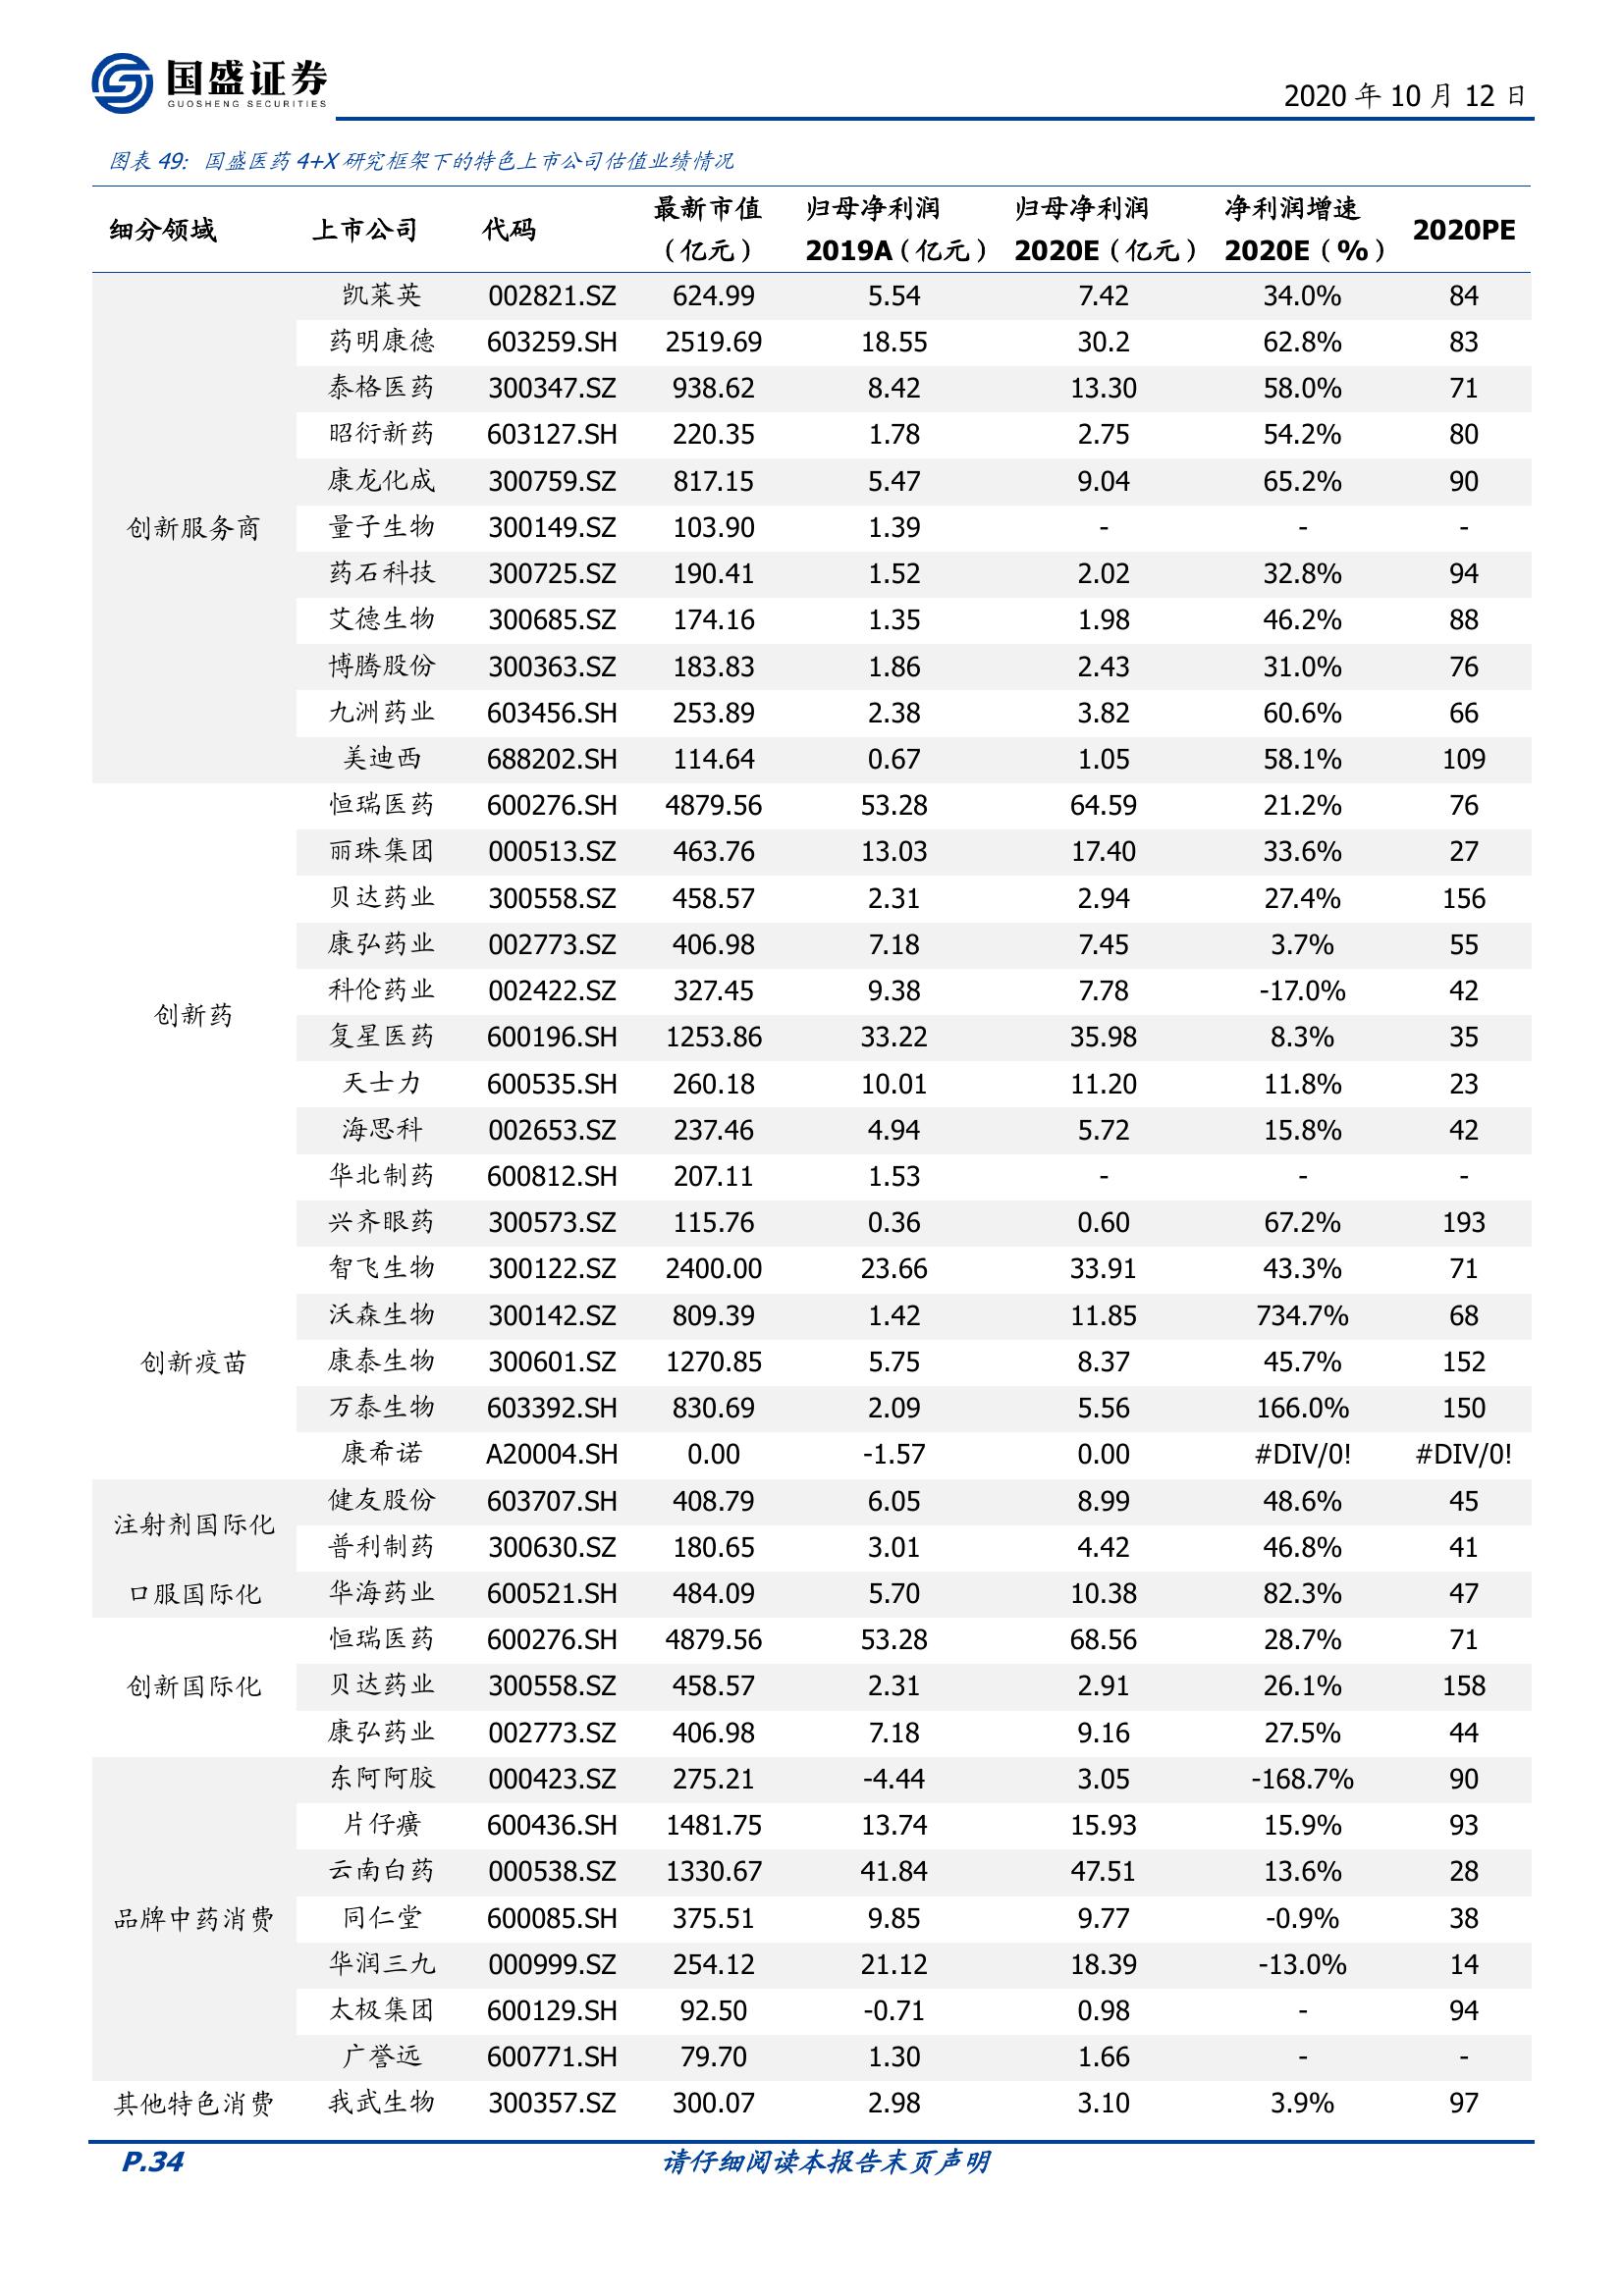 国盛证券
GUOSHENG SECURITIES
2020 年 10 月 12 日
图表 49: 国盛医药 4+X 研究框架下的特色上市公司估值业绩情况
细分领域 上市公司 代码 最新市值（亿元） 归母净利润 2019A（亿元） 归母净利润 2020E（亿元） 净利润增速 2020E（%） 2020PE
创新服务商
凯莱英 002821.SZ 624.99 5.54 7.42 34.0% 84
药明康德 603259.SH 2519.69 18.55 30.2 62.8% 83
泰格医药 300347.SZ 938.62 8.42 13.30 58.0% 71
昭衍新药 603127.SH 220.35 1.78 2.75 54.2% 80
康龙化成 300759.SZ 817.15 5.47 9.04 65.2% 90
量子生物 300149.SZ 103.90 1.39 - - -
药石科技 300725.SZ 190.41 1.52 2.02 32.8% 94
艾德生物 300685.SZ 174.16 1.35 1.98 46.2% 88
博腾股份 300363.SZ 183.83 1.86 2.43 31.0% 76
九洲药业 603456.SH 253.89 2.38 3.82 60.6% 66
美迪西 688202.SH 114.64 0.67 1.05 58.1% 109
创新药
恒瑞医药 600276.SH 4879.56 53.28 64.59 21.2% 76
丽珠集团 000513.SZ 463.76 13.03 17.40 33.6% 27
贝达药业 300558.SZ 458.57 2.31 2.94 27.4% 156
康弘药业 002773.SZ 406.98 7.18 7.45 3.7% 55
科伦药业 002422.SZ 327.45 9.38 7.78 -17.0% 42
复星医药 600196.SH 1253.86 33.22 35.98 8.3% 35
天士力 600535.SH 260.18 10.01 11.20 11.8% 23
海思科 002653.SZ 237.46 4.94 5.72 15.8% 42
华北制药 600812.SH 207.11 1.53 - - -
兴齐眼药 300573.SZ 115.76 0.36 0.60 67.2% 193
创新疫苗
智飞生物 300122.SZ 2400.00 23.66 33.91 43.3% 71
沃森生物 300142.SZ 809.39 1.42 11.85 734.7% 68
康泰生物 300601.SZ 1270.85 5.75 8.37 45.7% 152
万泰生物 603392.SH 830.69 2.09 5.56 166.0% 150
康希诺 A20004.SH 0.00 -1.57 0.00 #DIV/0! #DIV/0!
注射剂国际化
健友股份 603707.SH 408.79 6.05 8.99 48.6% 45
普利制药 300630.SZ 180.65 3.01 4.42 46.8% 41
口服国际化 华海药业 600521.SH 484.09 5.70 10.38 82.3% 47
创新国际化
恒瑞医药 600276.SH 4879.56 53.28 68.56 28.7% 71
贝达药业 300558.SZ 458.57 2.31 2.91 26.1% 158
康弘药业 002773.SZ 406.98 7.18 9.16 27.5% 44
品牌中药消费
东阿阿胶 000423.SZ 275.21 -4.44 3.05 -168.7% 90
片仔癀 600436.SH 1481.75 13.74 15.93 15.9% 93
云南白药 000538.SZ 1330.67 41.84 47.51 13.6% 28
同仁堂 600085.SH 375.51 9.85 9.77 -0.9% 38
华润三九 000999.SZ 254.12 21.12 18.39 -13.0% 14
太极集团 600129.SH 92.50 -0.71 0.98 - 94
广誉远 600771.SH 79.70 1.30 1.66 - -
其他特色消费 我武生物 300357.SZ 300.07 2.98 3.10 3.9% 97
P.34 请仔细阅读本报告末页声明